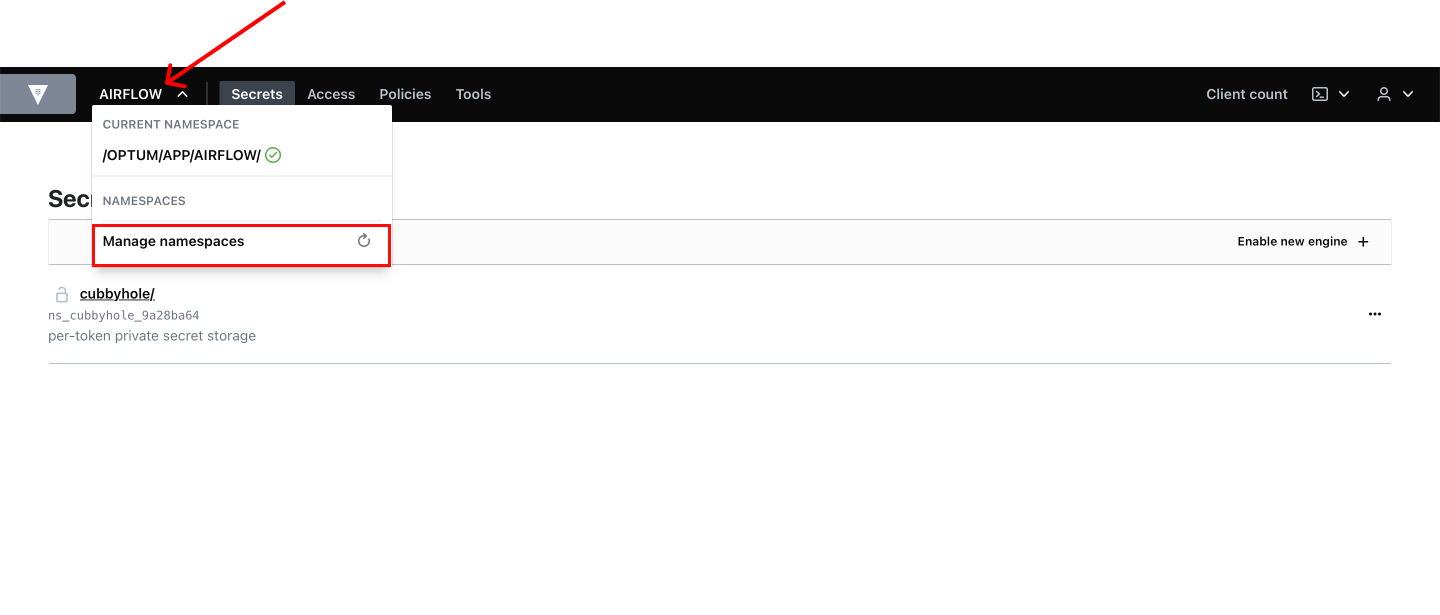 AIRFLOW Secrets Access Policies Tools Client count
CURRENT NAMESPACE
/OPTUM/APP/AIRFLOW/
NAMESPACES
Sec
Manage namespaces
Enable new engine +
cubbyhole/
ns_cubbyhole_9a28ba64
per-token private secret storage